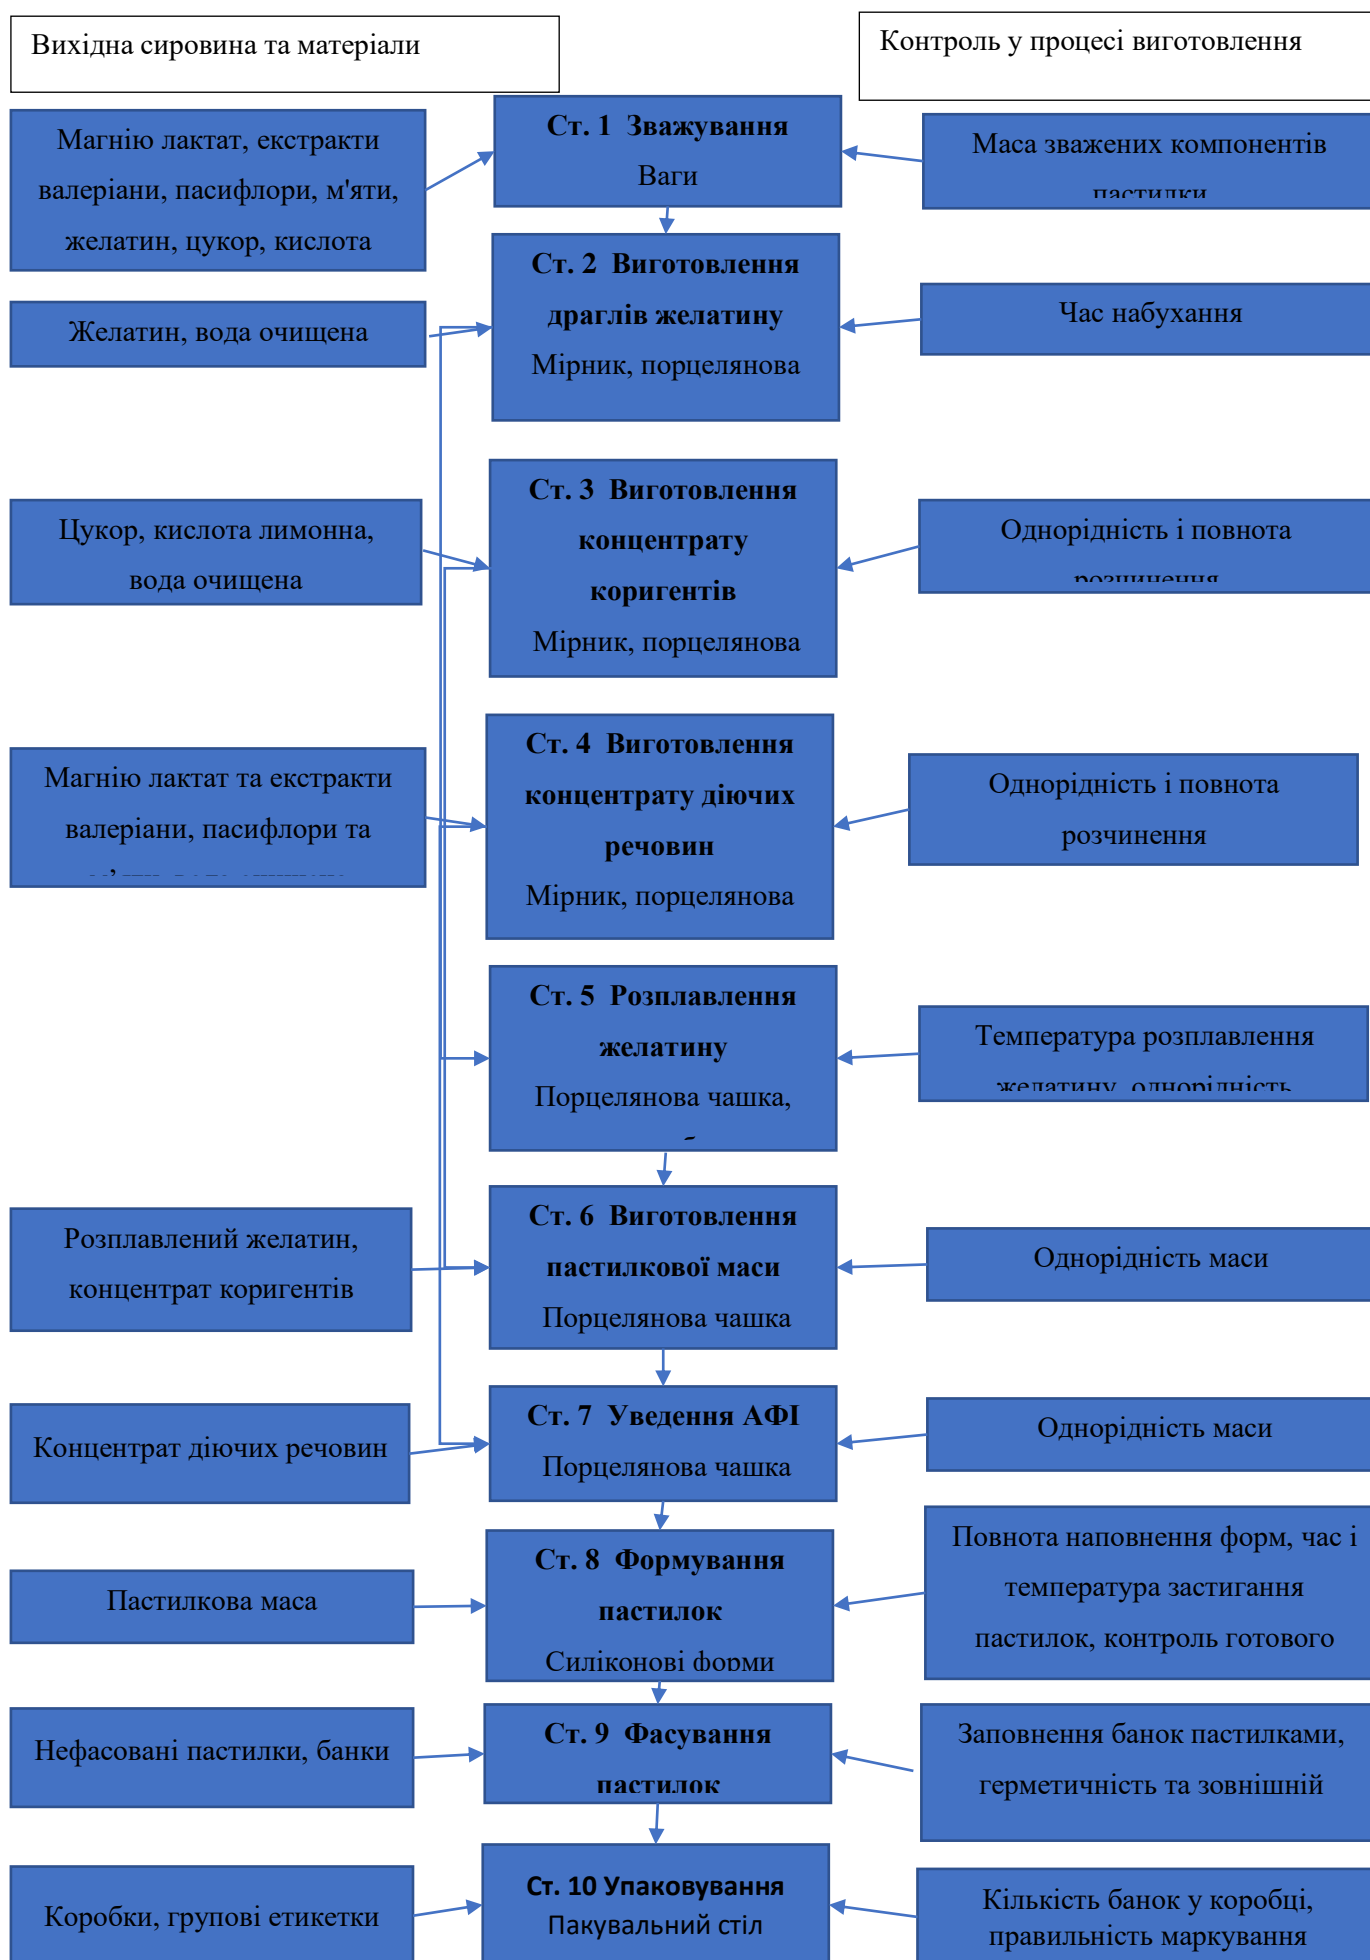 Вихідна сировина та матеріали
Контроль у процесі виготовлення
Магнію лактат, екстракти
валеріани, пасифлори, м'яти,
желатин, цукор, кислота
Ст. 1 Зважування
Ваги
Маса зважених компонентів
пастилки
Желатин, вода очищена
Ст. 2 Виготовлення
драглів желатину
Мірник, порцелянова
Час набухання
Цукор, кислота лимонна,
вода очищена
Ст. 3 Виготовлення
концентрату
коригентів
Мірник, порцелянова
Однорідність і повнота
розчинення
Магнію лактат та екстракти
валеріани, пасифлори та
Ст. 4 Виготовлення
концентрату діючих
речовин
Мірник, порцелянова
Однорідність і повнота
розчинення
Ст. 5 Розплавлення
желатину
Порцелянова чашка,
Температура розплавлення
желатину, однорідність
Розплавлений желатин,
концентрат коригентів
Ст. 6 Виготовлення
пастилкової маси
Порцелянова чашка
Однорідність маси
Концентрат діючих речовин
Ст. 7 Уведення АФІ
Порцелянова чашка
Однорідність маси
Пастилкова маса
Ст. 8 Формування
пастилок
Силіконові форми
Повнота наповнення форм, час і
температура застигання
пастилок, контроль готового
Нефасовані пастилки, банки
Ст. 9 Фасування
пастилок
Заповнення банок пастилками,
герметичність та зовнішній
Коробки, групові етикетки
Ст. 10 Упаковування
Пакувальний стіл
Кількість банок у коробці,
правильність маркування